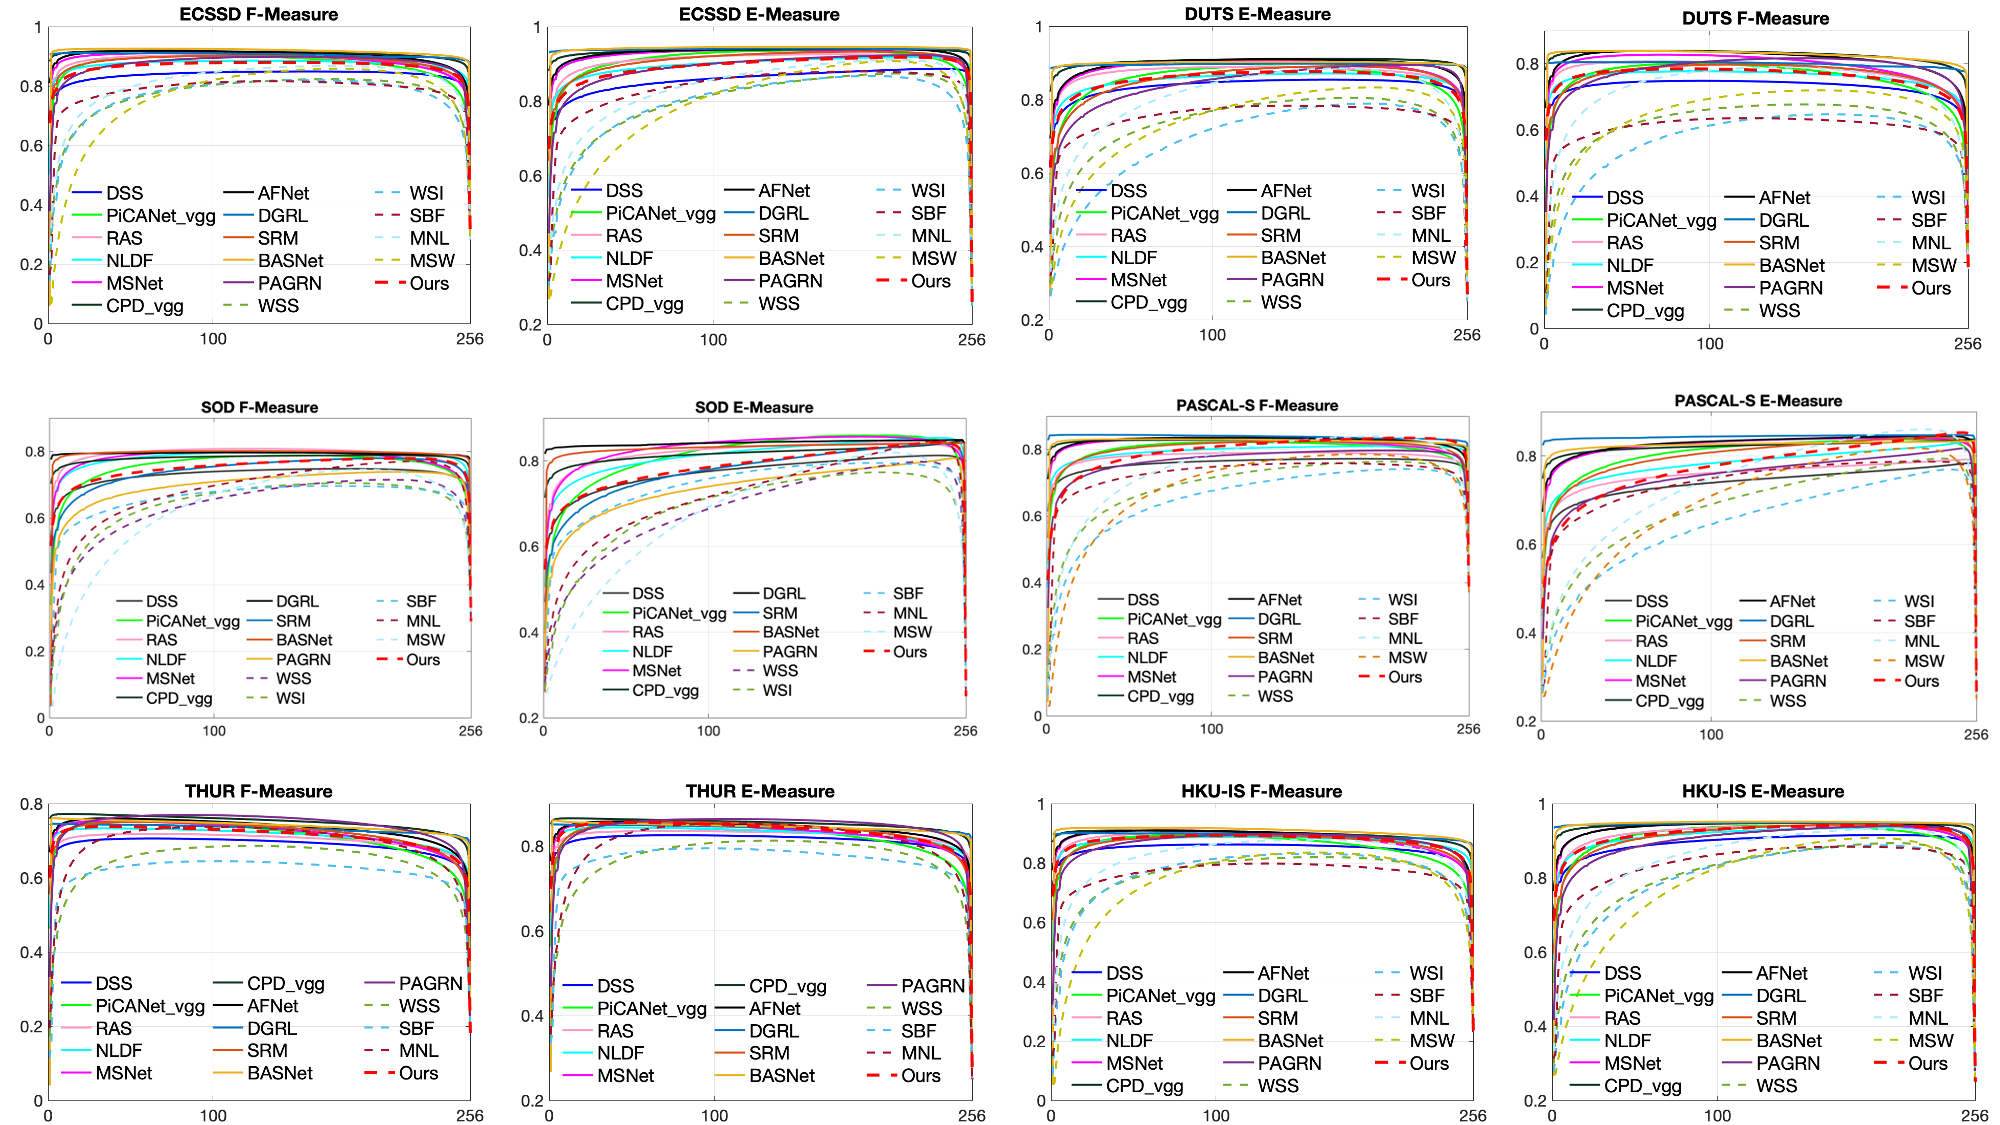 ECSSD F-Measure
1
0.8
0.6
0.4
0.2
0
0
100
256
DSS
PiCANet_vgg
RAS
NLDF
MSNet
CPD_vgg
AFNet
DGRL
SRM
BASNet
PAGRN
WSS
WSI
SBF
MNL
MSW
Ours
ECSSD E-Measure
1
0.8
0.6
0.4
0.2
0
100
256
DSS
PiCANet_vgg
RAS
NLDF
MSNet
CPD_vgg
AFNet
DGRL
SRM
BASNet
PAGRN
WSS
WSI
SBF
MNL
MSW
Ours
DUTS E-Measure
1
0.8
0.6
0.4
0.2
0
100
256
DSS
PiCANet_vgg
RAS
NLDF
MSNet
CPD_vgg
AFNet
DGRL
SRM
BASNet
PAGRN
WSS
WSI
SBF
MNL
MSW
Ours
DUTS F-Measure
0.8
0.6
0.4
0.2
0
0
100
256
DSS
PiCANet_vgg
RAS
NLDF
MSNet
CPD_vgg
AFNet
DGRL
SRM
BASNet
PAGRN
WSS
WSI
SBF
MNL
MSW
Ours
SOD F-Measure
0.8
0.6
0.4
0.2
0
0
100
256
DSS
PiCANet_vgg
RAS
NLDF
MSNet
CPD_vgg
DGRL
SRM
BASNet
PAGRN
WSS
WSI
SBF
MNL
MSW
Ours
SOD E-Measure
0.8
0.6
0.4
0.2
0
100
256
DSS
PiCANet_vgg
RAS
NLDF
MSNet
CPD_vgg
DGRL
SRM
BASNet
PAGRN
WSS
WSI
SBF
MNL
MSW
Ours
PASCAL-S F-Measure
0.8
0.6
0.4
0.2
0
0
100
256
DSS
PiCANet_vgg
RAS
NLDF
MSNet
CPD_vgg
AFNet
DGRL
SRM
BASNet
PAGRN
WSS
WSI
SBF
MNL
MSW
Ours
PASCAL-S E-Measure
0.8
0.6
0.4
0.2
0
100
256
DSS
PiCANet_vgg
RAS
NLDF
MSNet
CPD_vgg
AFNet
DGRL
SRM
BASNet
PAGRN
WSS
WSI
SBF
MNL
MSW
Ours
THUR F-Measure
0.8
0.6
0.4
0.2
0
0
100
256
DSS
PiCANet_vgg
RAS
NLDF
MSNet
CPD_vgg
AFNet
DGRL
SRM
BASNet
PAGRN
WSS
SBF
MNL
Ours
THUR E-Measure
0.8
0.6
0.4
0.2
0
100
256
DSS
PiCANet_vgg
RAS
NLDF
MSNet
CPD_vgg
AFNet
DGRL
SRM
BASNet
PAGRN
WSS
SBF
MNL
Ours
HKU-IS F-Measure
1
0.8
0.6
0.4
0.2
0
0
100
256
DSS
PiCANet_vgg
RAS
NLDF
MSNet
CPD_vgg
AFNet
DGRL
SRM
BASNet
PAGRN
WSS
WSI
SBF
MNL
MSW
Ours
HKU-IS E-Measure
1
0.8
0.6
0.4
0.2
0
100
256
DSS
PiCANet_vgg
RAS
NLDF
MSNet
CPD_vgg
AFNet
DGRL
SRM
BASNet
PAGRN
WSS
WSI
SBF
MNL
MSW
Ours